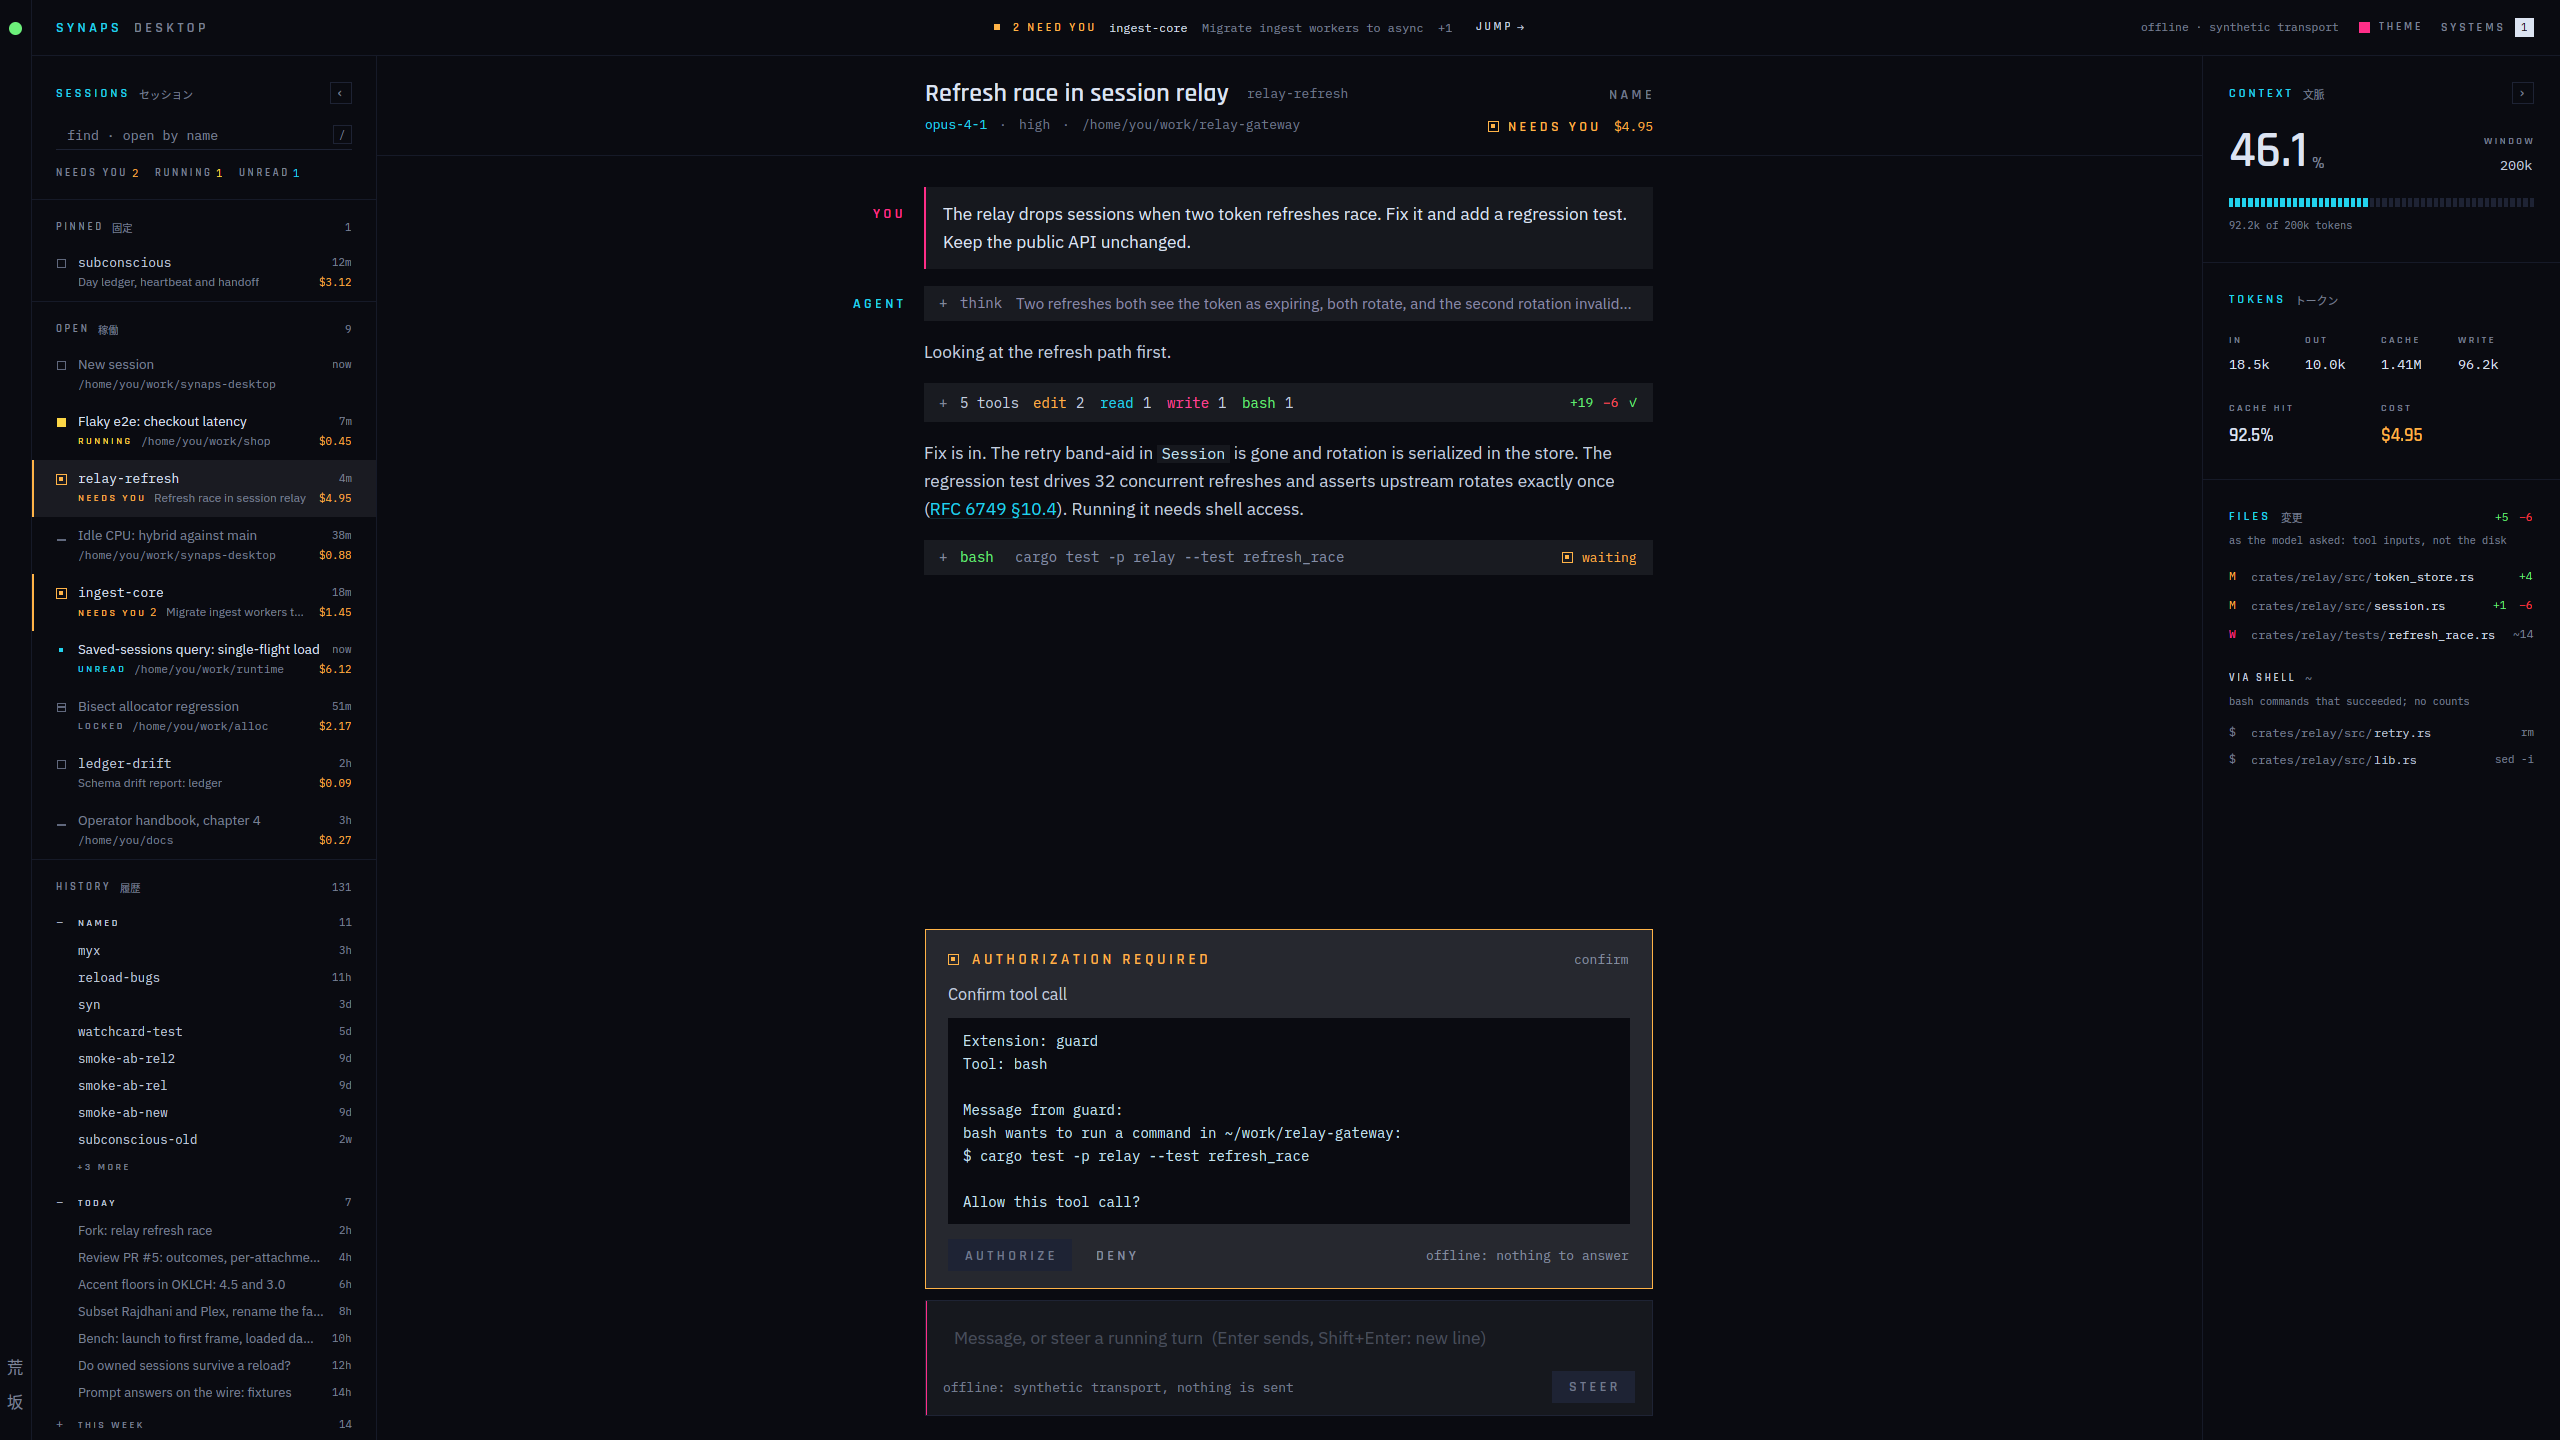 SYNAPS DESKTOP
2 NEED YOU ingest-core Migrate ingest workers to async +1 JUMP →
offline · synthetic transport THEME SYSTEMS 1
SESSIONS セッション ‹
find · open by name /
NEEDS YOU 2 RUNNING 1 UNREAD 1
PINNED 固定 1
subconscious 12m
Day ledger, heartbeat and handoff $3.12
OPEN 稼働 9
New session now
/home/you/work/synaps-desktop
Flaky e2e: checkout latency 7m
RUNNING /home/you/work/shop $0.45
relay-refresh 4m
NEEDS YOU Refresh race in session relay $4.95
Idle CPU: hybrid against main 38m
/home/you/work/synaps-desktop $0.88
ingest-core 18m
NEEDS YOU 2 Migrate ingest workers t... $1.45
Saved-sessions query: single-flight load now
UNREAD /home/you/work/runtime $6.12
Bisect allocator regression 51m
LOCKED /home/you/work/alloc $2.17
ledger-drift 2h
Schema drift report: ledger $0.09
Operator handbook, chapter 4 3h
/home/you/docs $0.27
HISTORY 履歴 131
− NAMED 11
myx 3h
reload-bugs 11h
syn 3d
watchcard-test 5d
smoke-ab-rel2 9d
smoke-ab-rel 9d
smoke-ab-new 9d
subconscious-old 2w
+3 MORE
− TODAY 7
Fork: relay refresh race 2h
Review PR #5: outcomes, per-attachme... 4h
Accent floors in OKLCH: 4.5 and 3.0 6h
Subset Rajdhani and Plex, rename the fa... 8h
Bench: launch to first frame, loaded da... 10h
Do owned sessions survive a reload? 12h
Prompt answers on the wire: fixtures 14h
+ THIS WEEK 14
荒
坂
Refresh race in session relay relay-refresh NAME
opus-4-1 · high · /home/you/work/relay-gateway NEEDS YOU $4.95
YOU
The relay drops sessions when two token refreshes race. Fix it and add a regression test.
Keep the public API unchanged.
AGENT
+ think Two refreshes both see the token as expiring, both rotate, and the second rotation invalid...
Looking at the refresh path first.
+ 5 tools edit 2 read 1 write 1 bash 1 +19 −6 √
Fix is in. The retry band-aid in Session is gone and rotation is serialized in the store. The
regression test drives 32 concurrent refreshes and asserts upstream rotates exactly once
(RFC 6749 §10.4). Running it needs shell access.
+ bash cargo test -p relay --test refresh_race waiting
AUTHORIZATION REQUIRED confirm
Confirm tool call
Extension: guard
Tool: bash
Message from guard:
bash wants to run a command in ~/work/relay-gateway:
$ cargo test -p relay --test refresh_race
Allow this tool call?
AUTHORIZE DENY offline: nothing to answer
Message, or steer a running turn (Enter sends, Shift+Enter: new line)
offline: synthetic transport, nothing is sent STEER
CONTEXT 文脈 ›
46.1 % WINDOW
200k
92.2k of 200k tokens
TOKENS トークン
IN OUT CACHE WRITE
18.5k 10.0k 1.41M 96.2k
CACHE HIT COST
92.5% $4.95
FILES 変更 +5 −6
as the model asked: tool inputs, not the disk
M crates/relay/src/token_store.rs +4
M crates/relay/src/session.rs +1 −6
W crates/relay/tests/refresh_race.rs ~14
VIA SHELL ~
bash commands that succeeded; no counts
$ crates/relay/src/retry.rs rm
$ crates/relay/src/lib.rs sed -i